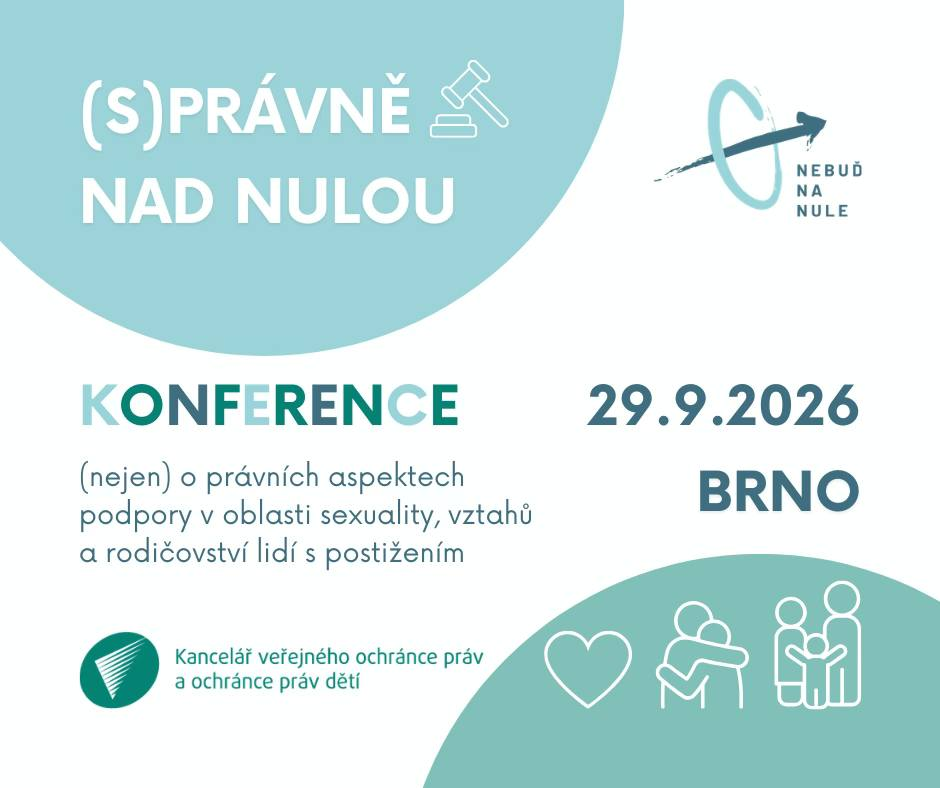 (S)PRÁVNĚ
NAD NULOU
NEBUĎ
NA
NULE
KONFERENCE
(nejen) o právních aspektech
podpory v oblasti sexuality, vztahů
a rodičovství lidí s postižením
29.9.2026
BRNO
Kancelář veřejného ochránce práv
a ochránce práv dětí